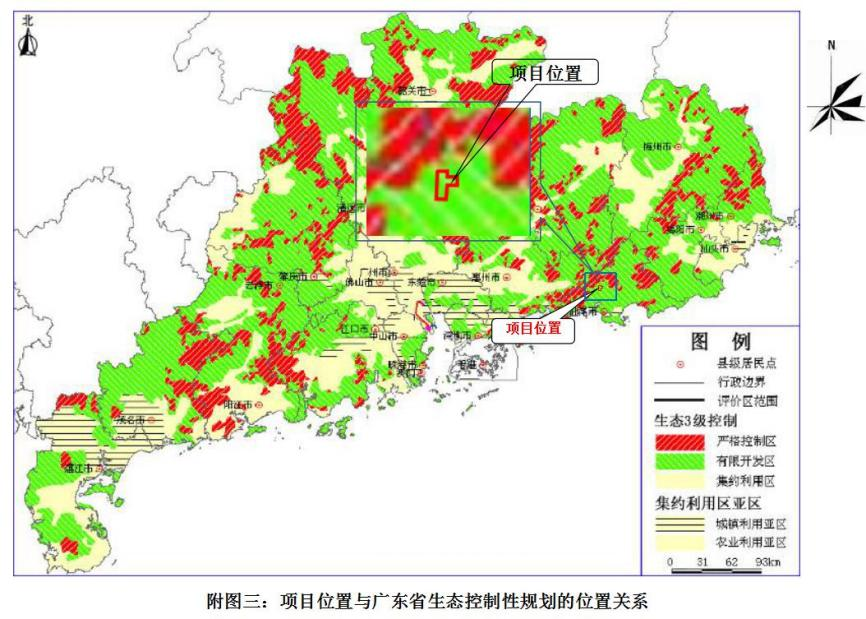 北
N
项目位置
韶关市
梅州市
清远市
潮州市
揭阳市
汕头市
广州市
肇庆市
云浮市
佛山市
东莞市
惠州市
汕尾市
项目位置
江门市
中山市
深圳市
珠海市
澳门
香港
阳江市
茂名市
湛江市
图 例
县级居民点
行政边界
评价区范围
生态3级控制
严格控制区
有限开发区
集约利用区
集约利用区亚区
城镇利用亚区
农业利用亚区
0 31 62 93km
附图三：项目位置与广东省生态控制性规划的位置关系